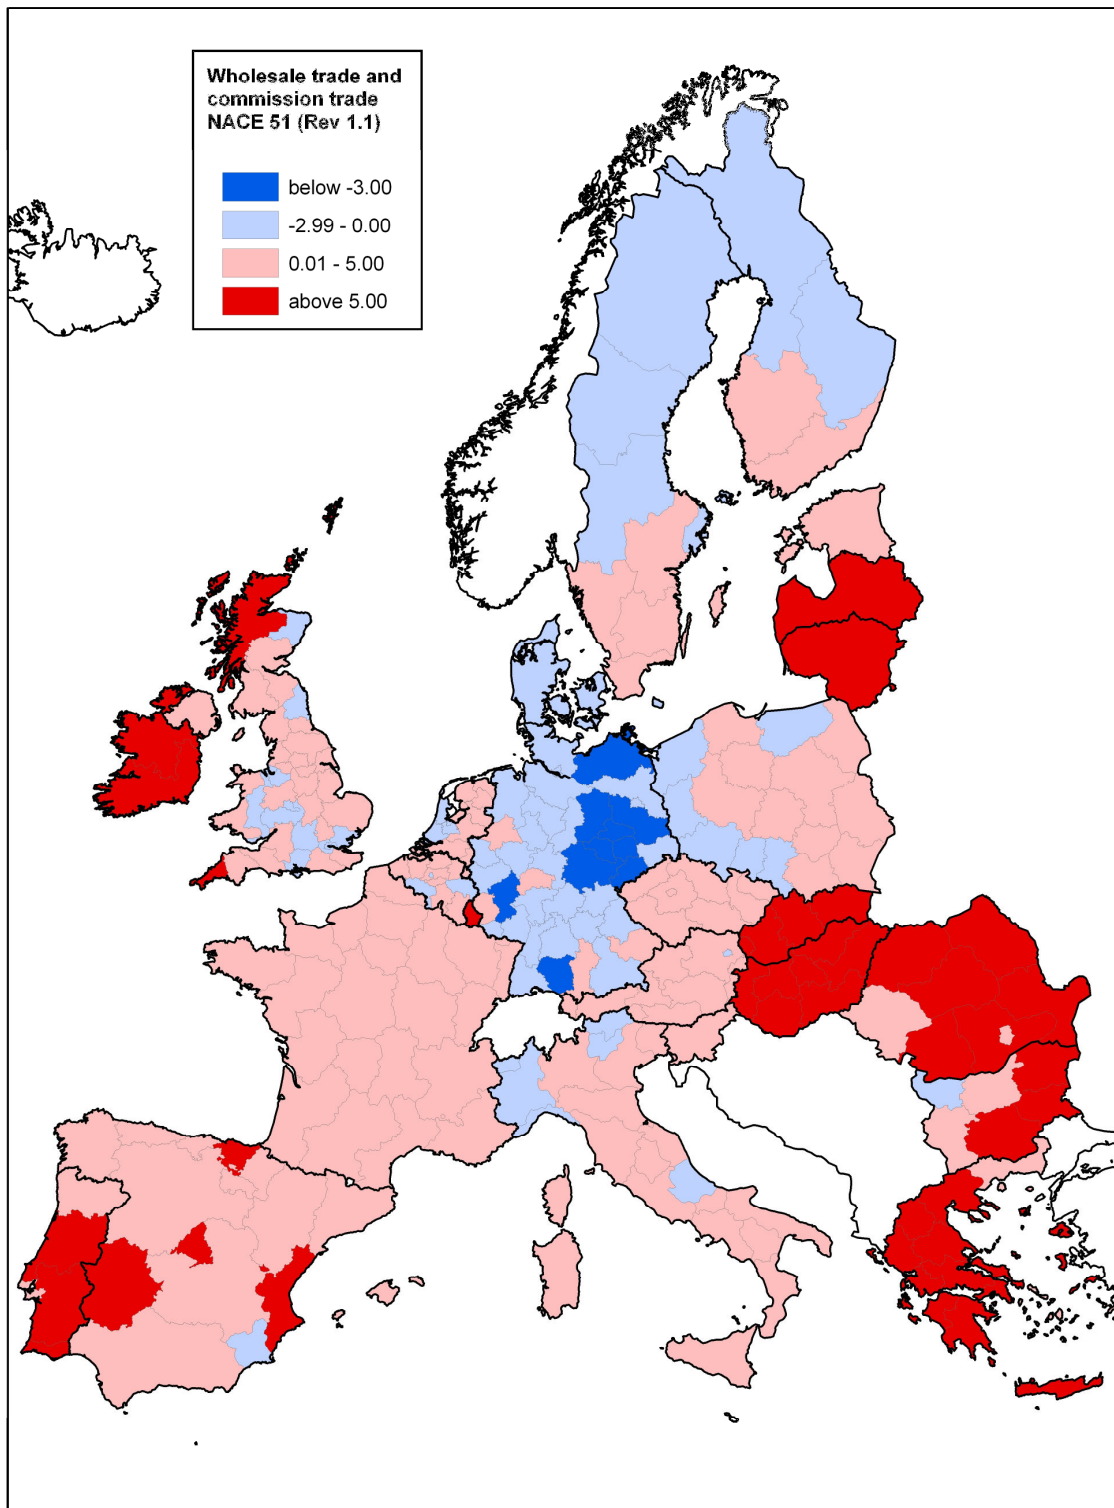 Wholesale trade and
commission trade
NACE 51 (Rev 1.1)
below -3.00
-2.99 - 0.00
0.01 - 5.00
above 5.00